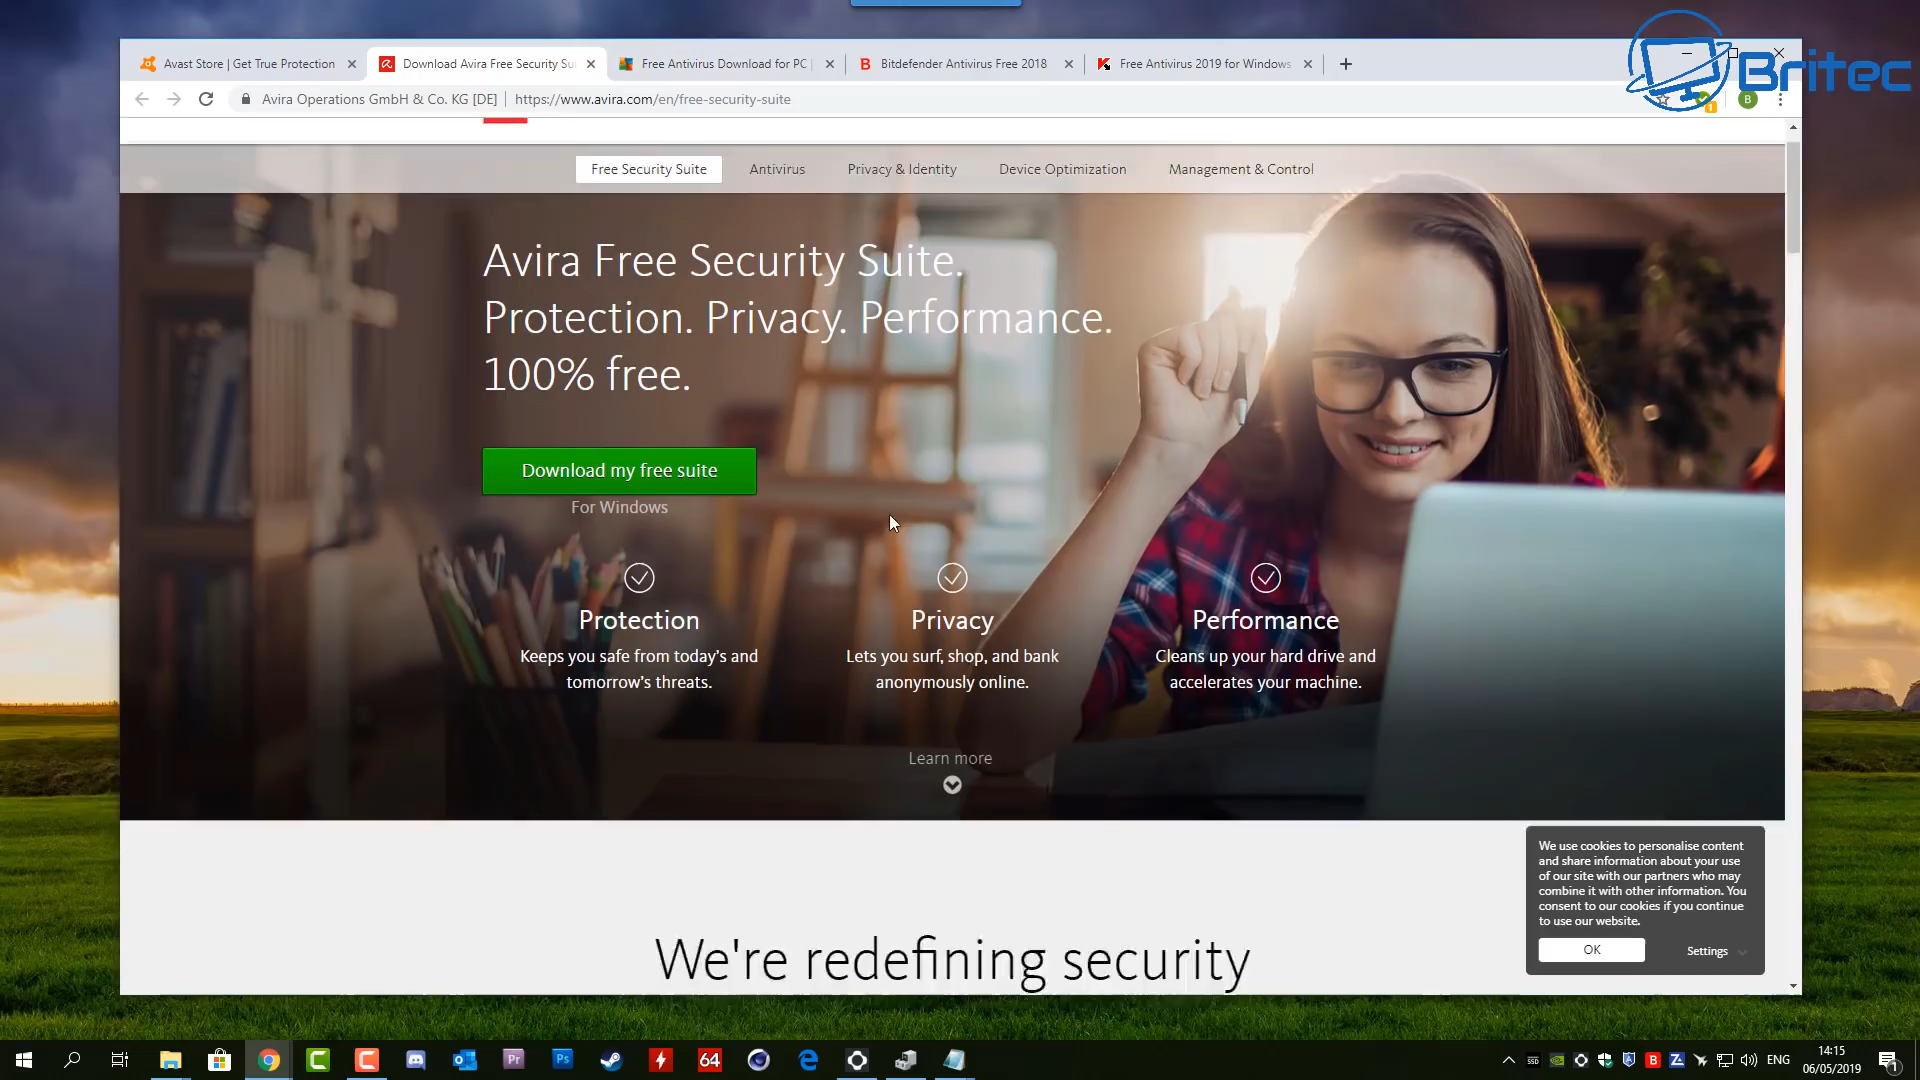 Britec
Avast Store | Get True Protection
Download Avira Free Security Su
Free Antivirus Download for PC |
Bitdefender Antivirus Free 2018
Free Antivirus 2019 for Windows
Avira Operations GmbH & Co. KG [DE] | https://www.avira.com/en/free-security-suite
1
B
Free Security Suite
Antivirus
Privacy & Identity
Device Optimization
Management & Control
Avira Free Security Suite.
Protection. Privacy. Performance.
100% free.
Download my free suite
For Windows
Protection
Keeps you safe from today's and
tomorrow's threats.
Privacy
Lets you surf, shop, and bank
anonymously online.
Performance
Cleans up your hard drive and
accelerates your machine.
Learn more
We're redefining security
We use cookies to personalise content
and share information about your use
of our site with our partners who may
combine it with other information. You
consent to our cookies if you continue
to use our website.
OK
Settings
Pr
Ps
64
SSD
B
Z
ENG
14:15
06/05/2019
1